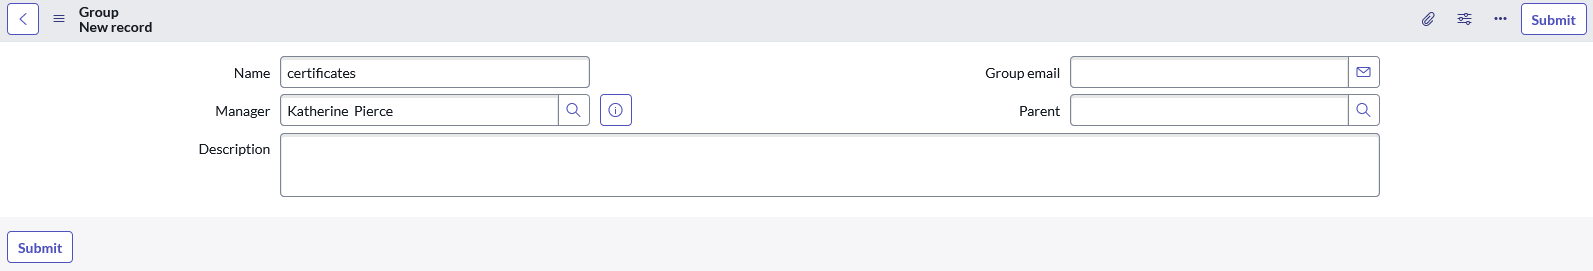 Group
New record
Submit
Name certificates
Group email
Manager Katherine Pierce
Parent
Description
Submit